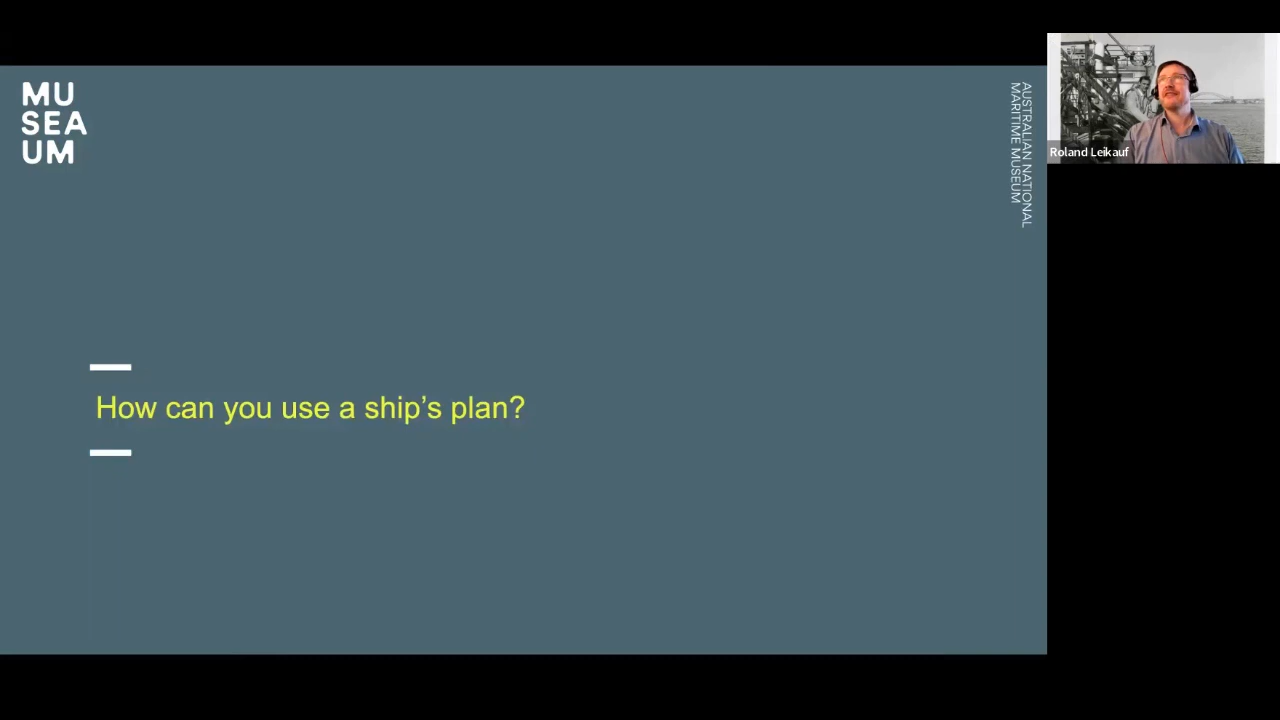 MU
SEA
UM
AUSTRALIAN NATIONAL
MARITIME MUSEUM
How can you use a ship’s plan?
Roland Leikauf